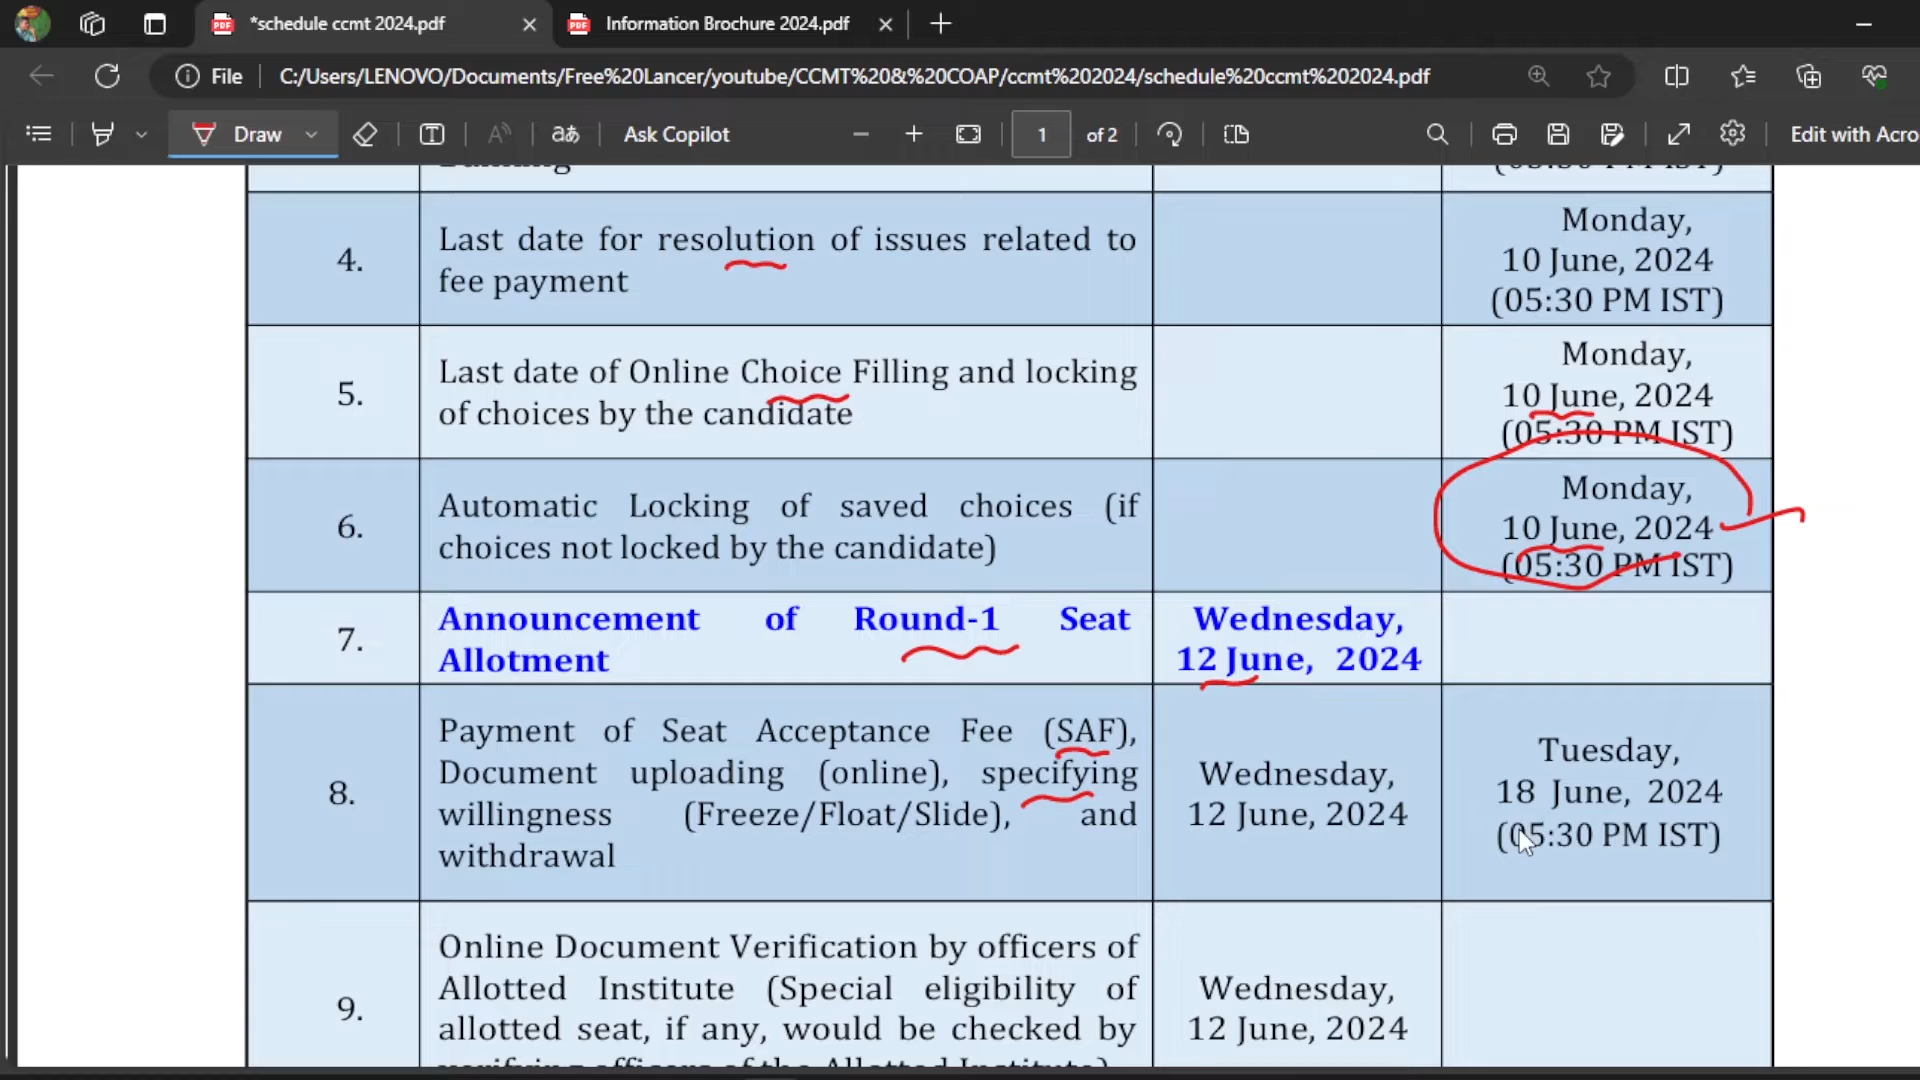 *schedule ccmt 2024.pdf
Information Brochure 2024.pdf
File
C:/Users/LENOVO/Documents/Free%20Lancer/youtube/CCMT%20&%20COAP/ccmt%202024/schedule%20ccmt%202024.pdf
Draw
T
A
aあ
Ask Copilot
1
of 2
Edit with Acro
4.
Last date for resolution of issues related to
fee payment
Monday,
10 June, 2024
(05:30 PM IST)
5.
Last date of Online Choice Filling and locking
of choices by the candidate
Monday,
10 June, 2024
(05:30 PM IST)
6.
Automatic Locking of saved choices (if
choices not locked by the candidate)
Monday,
10 June, 2024
(05:30 PM IST)
7.
Announcement of Round-1 Seat
Allotment
Wednesday,
12 June, 2024
8.
Payment of Seat Acceptance Fee (SAF),
Document uploading (online), specifying
willingness (Freeze/Float/Slide), and
withdrawal
Wednesday,
12 June, 2024
Tuesday,
18 June, 2024
(05:30 PM IST)
9.
Online Document Verification by officers of
Allotted Institute (Special eligibility of
allotted seat, if any, would be checked by
verifying officers of the Allotted Institute)
Wednesday,
12 June, 2024